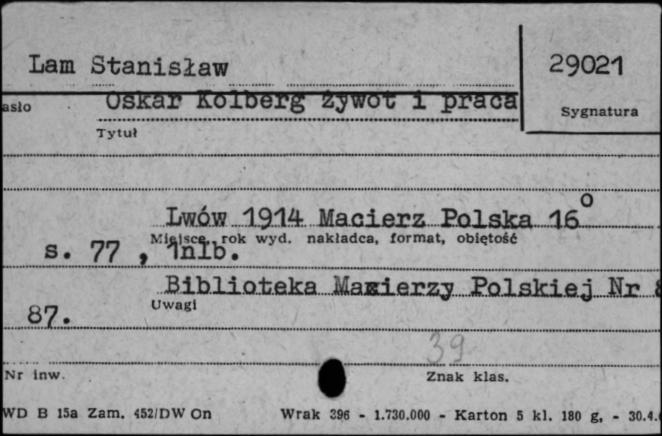 Lam Stanisław
29021
asło
Oskar Kolberg żywot i praca
Sygnatura
Tytuł
Lwów 1914 Macierz Polska 16o
Miejsce, rok wyd. nakładca, format, objętość
s. 77 , 1nlb.
Biblioteka Macierzy Polskiej Nr 8
Uwagi
87.
39
Nr inw.
Znak klas.
WD B 15a Zam. 452/DW On
Wrak 396 - 1.730.000 - Karton 5 kl. 180 g, - 30.4.